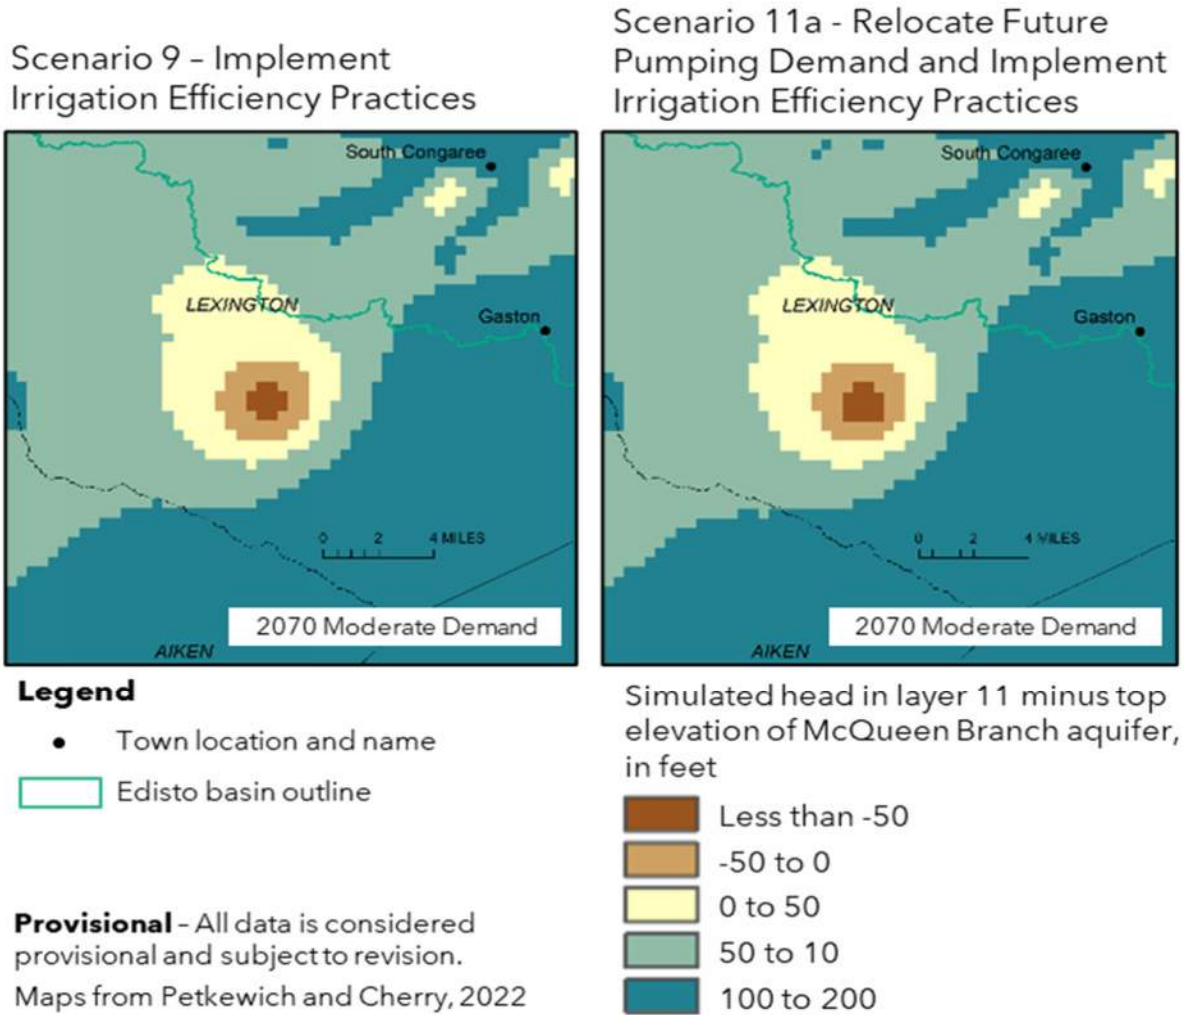 Scenario 9 – Implement
Irrigation Efficiency Practices
Scenario 11a - Relocate Future
Pumping Demand and Implement
Irrigation Efficiency Practices
South Congaree
LEXINGTON
Gaston
0 2 4 MILES
2070 Moderate Demand
AIKEN
South Congaree
LEXINGTON
Gaston
0 2 4 MILES
2070 Moderate Demand
AIKEN
Legend
Town location and name
Edisto basin outline
Provisional – All data is considered
provisional and subject to revision.
Maps from Petkewich and Cherry, 2022
Simulated head in layer 11 minus top
elevation of McQueen Branch aquifer,
in feet
Less than -50
-50 to 0
0 to 50
50 to 10
100 to 200